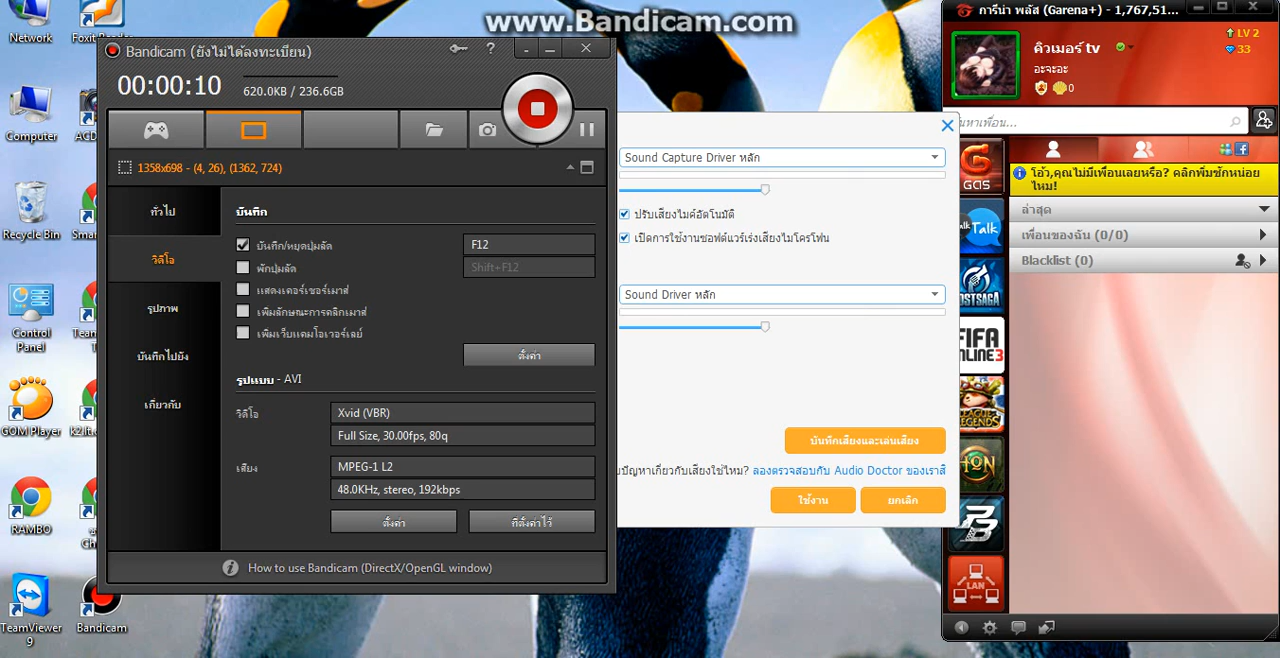 www.Bandicam.com
Network
Foxit Reader
Computer
Recycle Bin
Control
Panel
GOM Player
RAMBO
TeamViewer
9
Bandicam
Bandicam (ยังไม่ได้ลงทะเบียน)
?
00:00:10
620.0KB / 236.6GB
1358x698 - (4, 26), (1362, 724)
ทั่วไป
วิดีโอ
รูปภาพ
บันทึกไปยัง
เกี่ยวกับ
บันทึก
บันทึก/หยุดปุ่มลัด
F12
พักปุ่มลัด
Shift+F12
แสดงเคอร์เซอร์เมาส์
เพิ่มลักษณะการคลิกเมาส์
เพิ่มเว็บแคมโอเวอร์เลย์
ตั้งค่า
รูปแบบ - AVI
วิดีโอ
Xvid (VBR)
Full Size, 30.00fps, 80q
เสียง
MPEG-1 L2
48.0KHz, stereo, 192kbps
ตั้งค่า
ที่ตั้งค่าไว้
How to use Bandicam (DirectX/OpenGL window)
Sound Capture Driver หลัก
ปรับเสียงไมค์อัตโนมัติ
เปิดการใช้งานซอฟต์แวร์เร่งเสียงไมโครโฟน
Sound Driver หลัก
บันทึกเสียงและเล่นเสียง
ปัญหาเกี่ยวกับเสียงใช่ไหม? ลองตรวจสอบกับ Audio Doctor ของเราสิ
ใช้งาน
ยกเลิก
การีน่า พลัส (Garena+) - 1,767,51...
คิวเมอร์ tv
LV 2
33
อะจะอะ
0
นหาเพื่อน...
โอ้ว,คุณไม่มีเพื่อนเลยหรือ? คลิกพิ่มซักหน่อย
ไหม!
ล่าสุด
เพื่อนของฉัน (0/0)
Blacklist (0)
GAS
Talk
LOSTSAGA
FIFA
ONLINE3
LEAGUE
LEGENDS
HON
PB
LAN